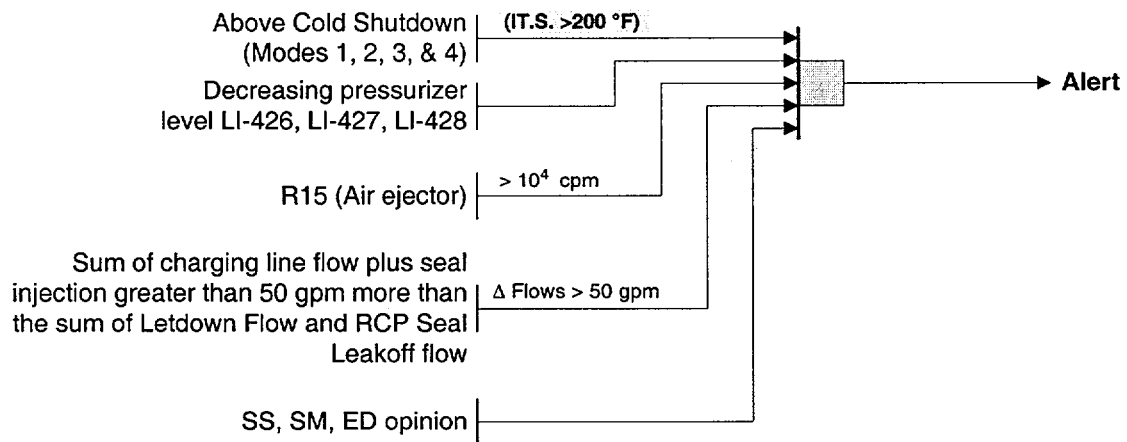 Above Cold Shutdown
(Modes 1, 2, 3, & 4)
(IT.S. >200 °F)
Decreasing pressurizer
level LI-426, LI-427, LI-428
Alert
R15 (Air ejector)
> 10⁴ cpm
Sum of charging line flow plus seal
injection greater than 50 gpm more than
the sum of Letdown Flow and RCP Seal
Leakoff flow
Δ Flows > 50 gpm
SS, SM, ED opinion